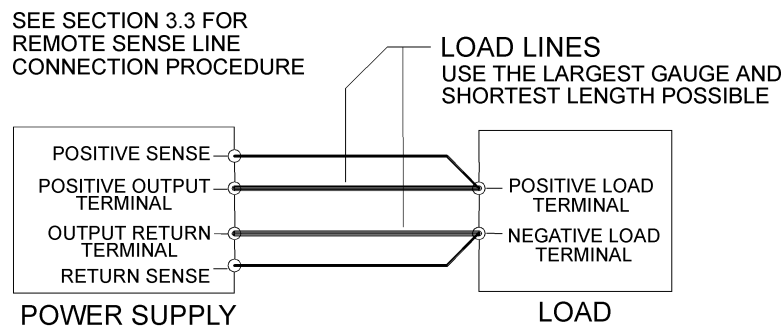 SEE SECTION 3.3 FOR
REMOTE SENSE LINE
CONNECTION PROCEDURE
LOAD LINES
USE THE LARGEST GAUGE AND
SHORTEST LENGTH POSSIBLE
POSITIVE SENSE
POSITIVE OUTPUT
TERMINAL
OUTPUT RETURN
TERMINAL
RETURN SENSE
POSITIVE LOAD
TERMINAL
NEGATIVE LOAD
TERMINAL
POWER SUPPLY
LOAD